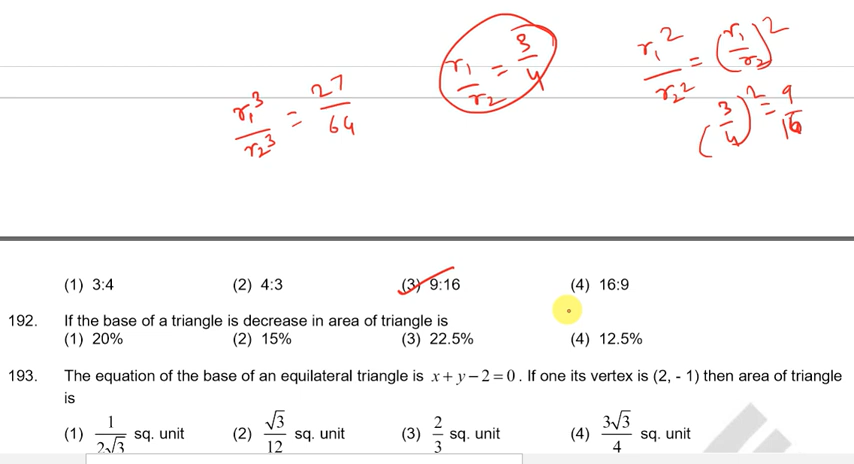 r₁³/r₂³ = 27/64
r₁/r₂ = 3/4
r₁²/r₂² = (r₁/r₂)²
(3/4)² = 9/16
(1) 3:4 (2) 4:3 (3) 9:16 (4) 16:9
192. If the base of a triangle is decrease in area of triangle is
(1) 20% (2) 15% (3) 22.5% (4) 12.5%
193. The equation of the base of an equilateral triangle is x + y − 2 = 0. If one its vertex is (2, - 1) then area of triangle
is
(1) 1/2√3 sq. unit (2) √3/12 sq. unit (3) 2/3 sq. unit (4) 3√3/4 sq. unit